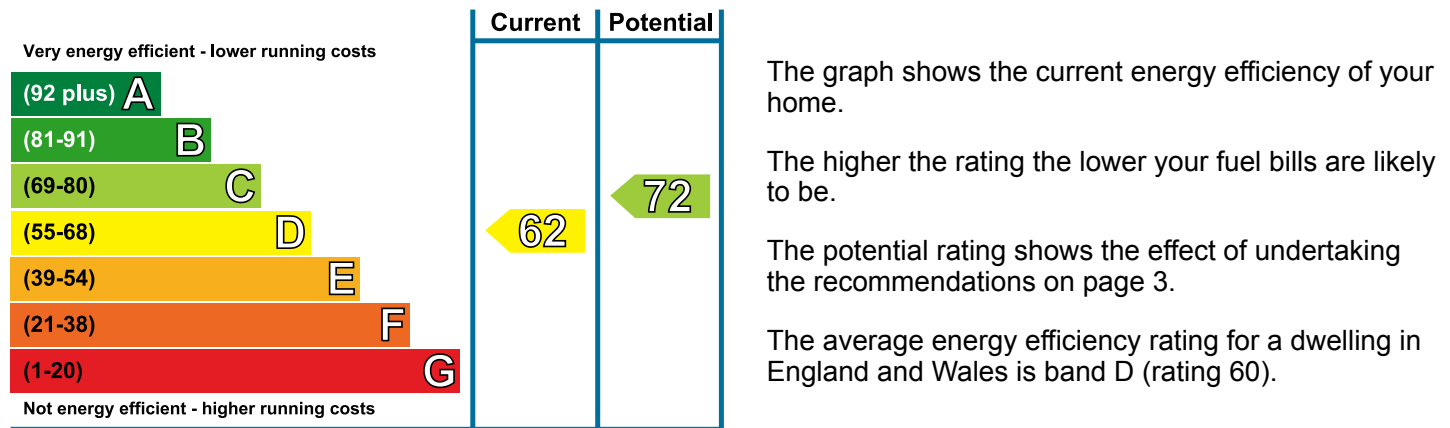 Current Potential
Very energy efficient - lower running costs
(92 plus) A
(81-91) B
(69-80) C
(55-68) D
(39-54) E
(21-38) F
(1-20) G
Not energy efficient - higher running costs
62
72
The graph shows the current energy efficiency of your
home.
The higher the rating the lower your fuel bills are likely
to be.
The potential rating shows the effect of undertaking
the recommendations on page 3.
The average energy efficiency rating for a dwelling in
England and Wales is band D (rating 60).